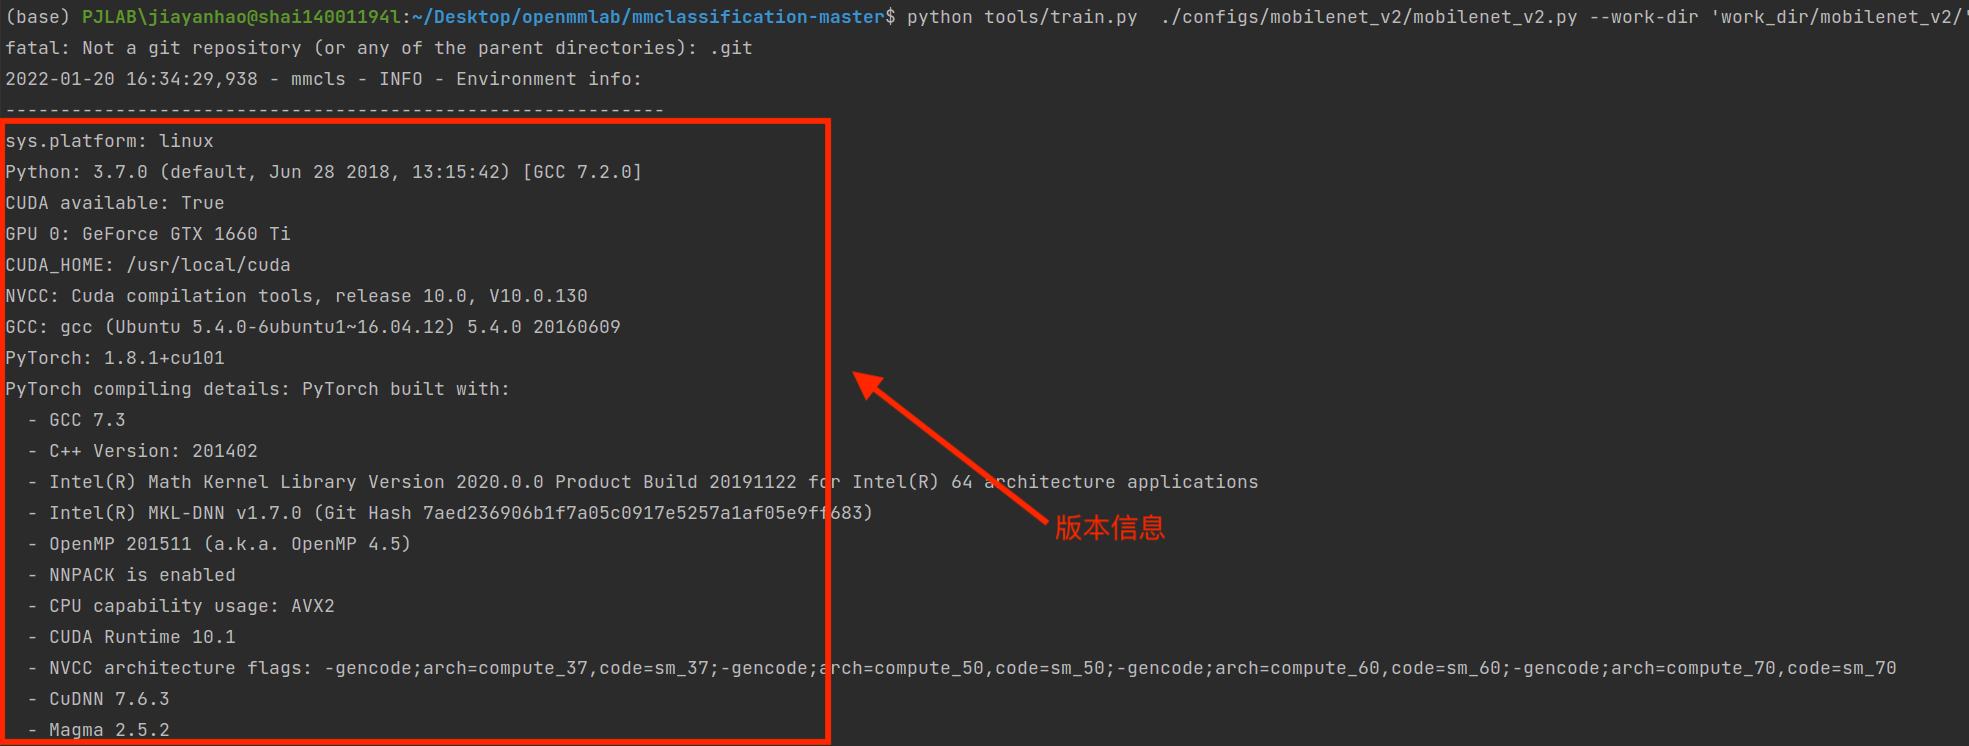 (base) PJLAB\jiayanhao@shai14001194l:~/Desktop/openmmlab/mmclassification-master$ python tools/train.py  ./configs/mobilenet_v2/mobilenet_v2.py --work-dir 'work_dir/mobilenet_v2/'
fatal: Not a git repository (or any of the parent directories): .git
2022-01-20 16:34:29,938 - mmcls - INFO - Environment info:
------------------------------------------------------------
sys.platform: linux
Python: 3.7.0 (default, Jun 28 2018, 13:15:42) [GCC 7.2.0]
CUDA available: True
GPU 0: GeForce GTX 1660 Ti
CUDA_HOME: /usr/local/cuda
NVCC: Cuda compilation tools, release 10.0, V10.0.130
GCC: gcc (Ubuntu 5.4.0-6ubuntu1~16.04.12) 5.4.0 20160609
PyTorch: 1.8.1+cu101
PyTorch compiling details: PyTorch built with:
  - GCC 7.3
  - C++ Version: 201402
  - Intel(R) Math Kernel Library Version 2020.0.0 Product Build 20191122 for Intel(R) 64 architecture applications
  - Intel(R) MKL-DNN v1.7.0 (Git Hash 7aed236906b1f7a05c0917e5257a1af05e9ff683)
版本信息
  - OpenMP 201511 (a.k.a. OpenMP 4.5)
  - NNPACK is enabled
  - CPU capability usage: AVX2
  - CUDA Runtime 10.1
  - NVCC architecture flags: -gencode;arch=compute_37,code=sm_37;-gencode;arch=compute_50,code=sm_50;-gencode;arch=compute_60,code=sm_60;-gencode;arch=compute_70,code=sm_70
  - CuDNN 7.6.3
  - Magma 2.5.2